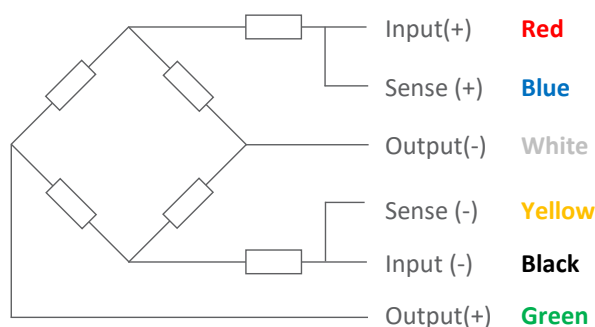 Input(+) Red
Sense (+) Blue
Output(-) White
Sense (-) Yellow
Input (-) Black
Output(+) Green